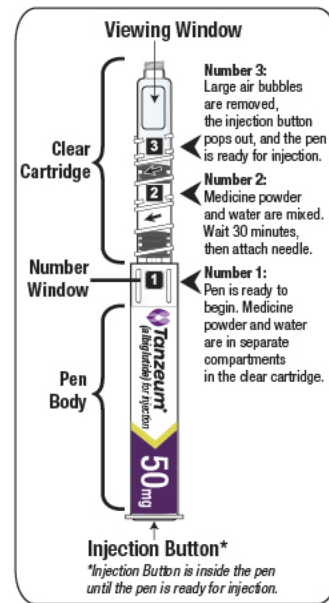 Viewing Window
Number 3:
Large air bubbles
are removed,
the injection button
pops out, and the pen
is ready for injection.
Clear
Cartridge
3
Number 2:
Medicine powder
and water are mixed.
Wait 30 minutes,
then attach needle.
2
Number
Window
1
Number 1:
Pen is ready to
begin. Medicine
powder and water
are in separate
compartments
in the clear cartridge.
Pen
Body
Tanzeum®
(albiglutide) for injection
50mg
Injection Button*
*Injection Button is inside the pen
until the pen is ready for injection.